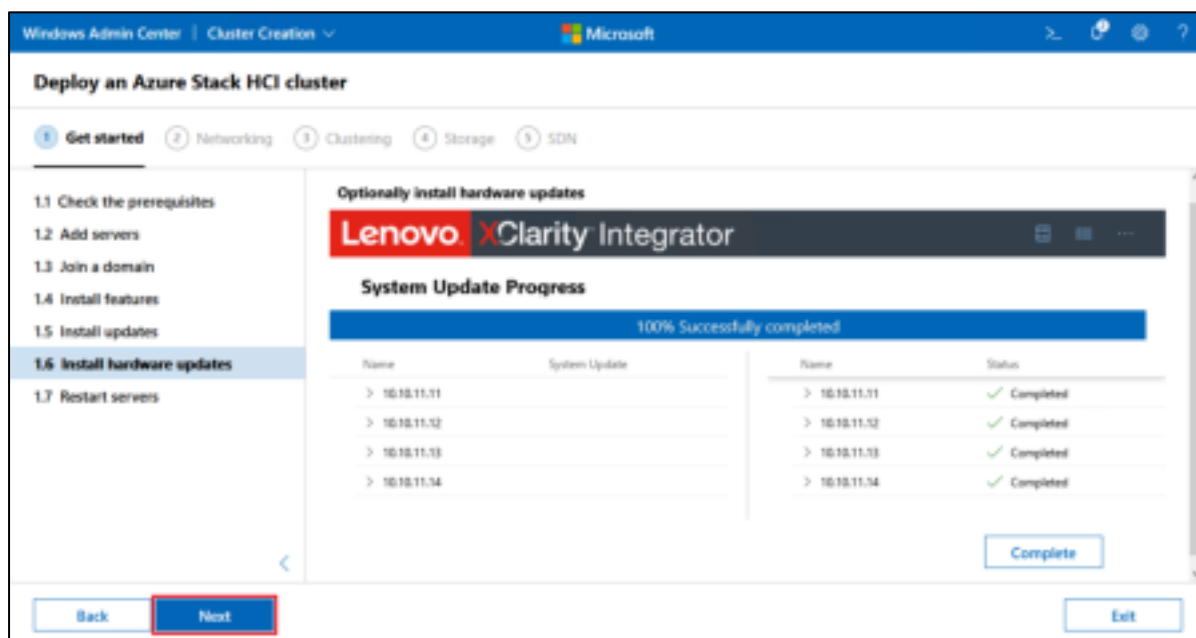 Windows Admin Center | Cluster Creation
Microsoft
Deploy an Azure Stack HCI cluster
1 Get started 2 Networking 3 Clustering 4 Storage 5 SDN
1.1 Check the prerequisites
1.2 Add servers
1.3 Join a domain
1.4 Install features
1.5 Install updates
1.6 Install hardware updates
1.7 Restart servers
Optionally install hardware updates
Lenovo. XClarity Integrator
System Update Progress
100% Successfully completed
Name System Update
10.10.11.11
10.10.11.12
10.10.11.13
10.10.11.14
Name Status
10.10.11.11 Completed
10.10.11.12 Completed
10.10.11.13 Completed
10.10.11.14 Completed
Complete
Back Next Exit